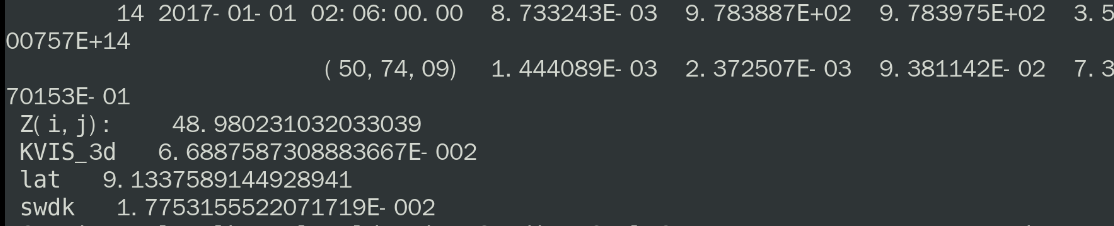 14 2017-01-01 02:06:00.00 8.733243E-03 9.783887E+02 9.783975E+02 3.5
00757E+14
(50,74,09) 1.444089E-03 2.372507E-03 9.381142E-02 7.3
70153E-01
Z(i,j): 48.980231032033039
KVIS_3d 6.6887587308883667E-002
lat 9.1337589144928941
swdk 1.7753155522071719E-002